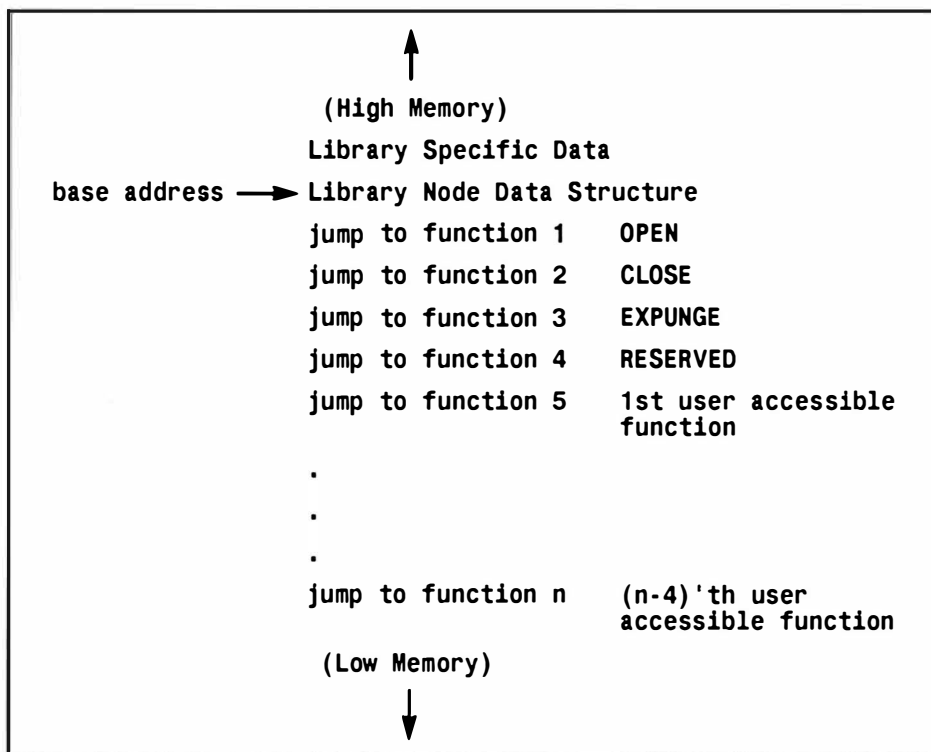 (High Memory)
Library Specific Data
base address Library Node Data Structure
jump to function 1 OPEN
jump to function 2 CLOSE
jump to function 3 EXPUNGE
jump to function 4 RESERVED
jump to function 5 1st user accessible
function
.
.
.
jump to function n (n-4)'th user
accessible function
(Low Memory)